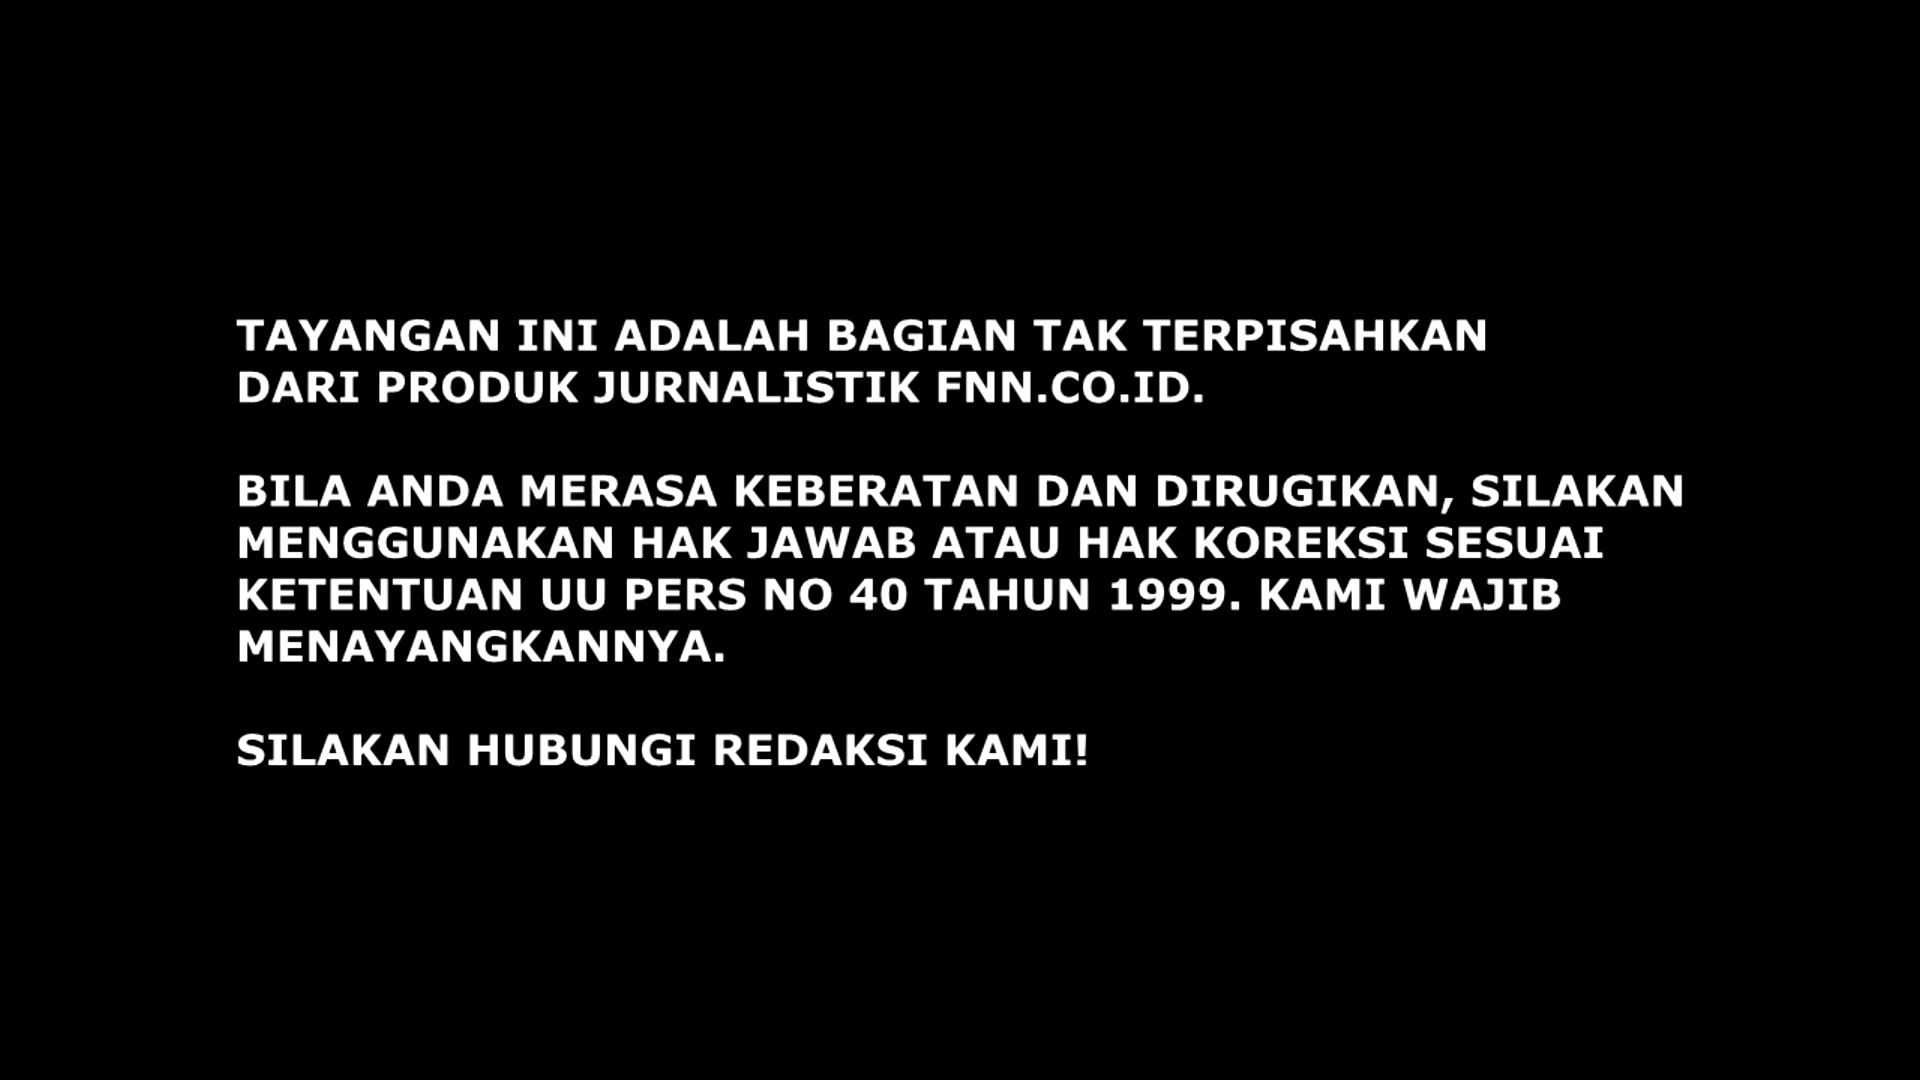 TAYANGAN INI ADALAH BAGIAN TAK TERPISAHKAN
DARI PRODUK JURNALISTIK FNN.CO.ID.
BILA ANDA MERASA KEBERATAN DAN DIRUGIKAN, SILAKAN
MENGGUNAKAN HAK JAWAB ATAU HAK KOREKSI SESUAI
KETENTUAN UU PERS NO 40 TAHUN 1999. KAMI WAJIB
MENAYANGKANNYA.
SILAKAN HUBUNGI REDAKSI KAMI!